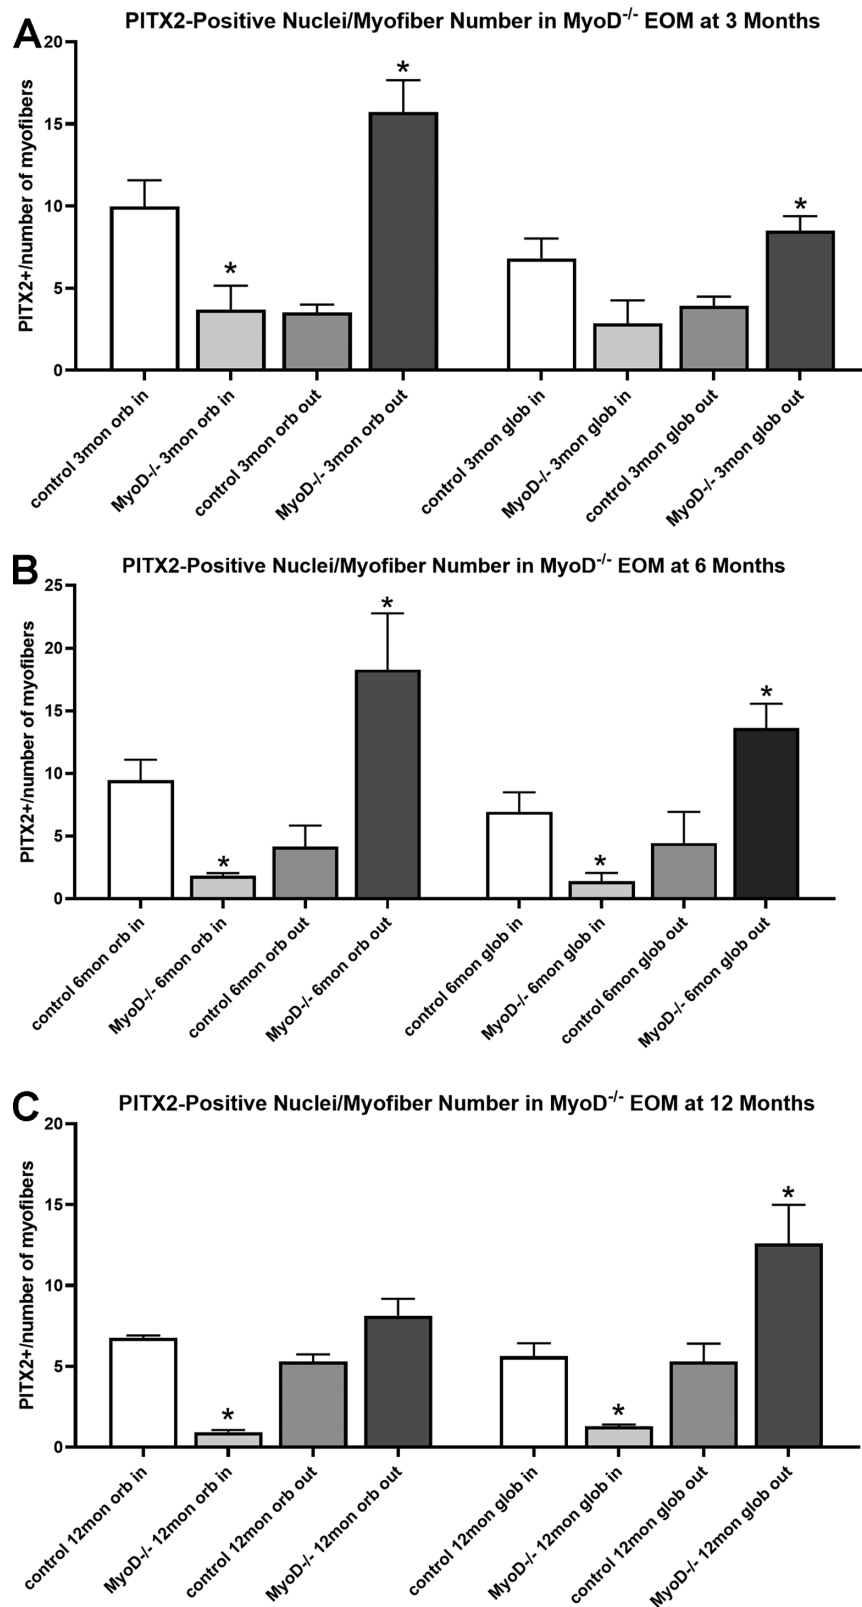 A
PITX2-Positive Nuclei/Myofiber Number in MyoD-/- EOM at 3 Months
PITX2+/number of myofibers
20
15
10
5
0
*
*
*
control 3mon orb in
MyoD-/- 3mon orb in
control 3mon orb out
MyoD-/- 3mon orb out
control 3mon glob in
MyoD-/- 3mon glob in
control 3mon glob out
MyoD-/- 3mon glob out
B
PITX2-Positive Nuclei/Myofiber Number in MyoD-/- EOM at 6 Months
PITX2+/number of myofibers
25
20
15
10
5
0
*
*
*
*
control 6mon orb in
MyoD-/- 6mon orb in
control 6mon orb out
MyoD-/- 6mon orb out
control 6mon glob in
MyoD-/- 6mon glob in
control 6mon glob out
MyoD-/- 6mon glob out
C
PITX2-Positive Nuclei/Myofiber Number in MyoD-/- EOM at 12 Months
PITX2+/number of myofibers
20
15
10
5
0
*
*
*
control 12mon orb in
MyoD-/- 12mon orb in
control 12mon orb out
MyoD-/- 12mon orb out
control 12mon glob in
MyoD-/- 12mon glob in
control 12mon glob out
MyoD-/- 12mon glob out